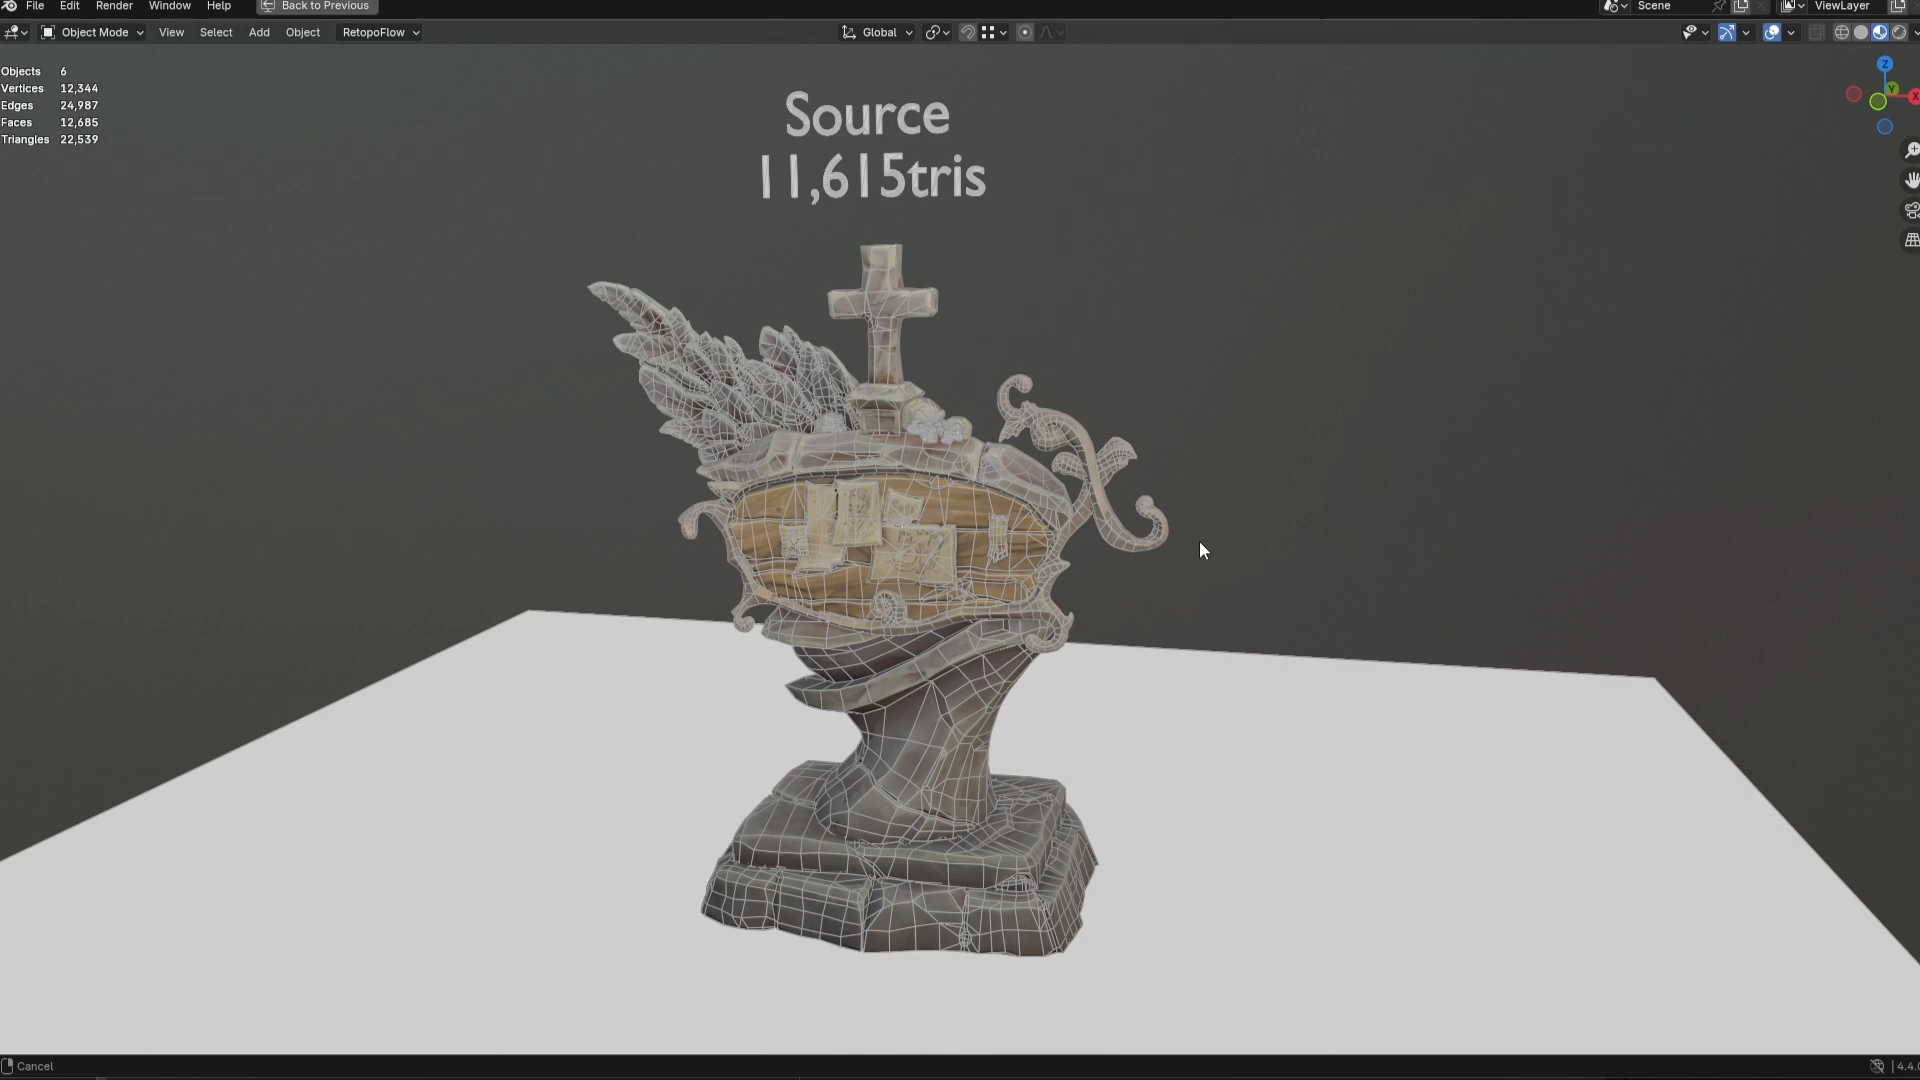 File Edit Render Window Help Back to Previous Scene ViewLayer
Object Mode View Select Add Object RetopoFlow Global
Objects 6
Vertices 12,344
Edges 24,987
Faces 12,685
Triangles 22,539
Source
11,615tris
Z
Y
X
Cancel